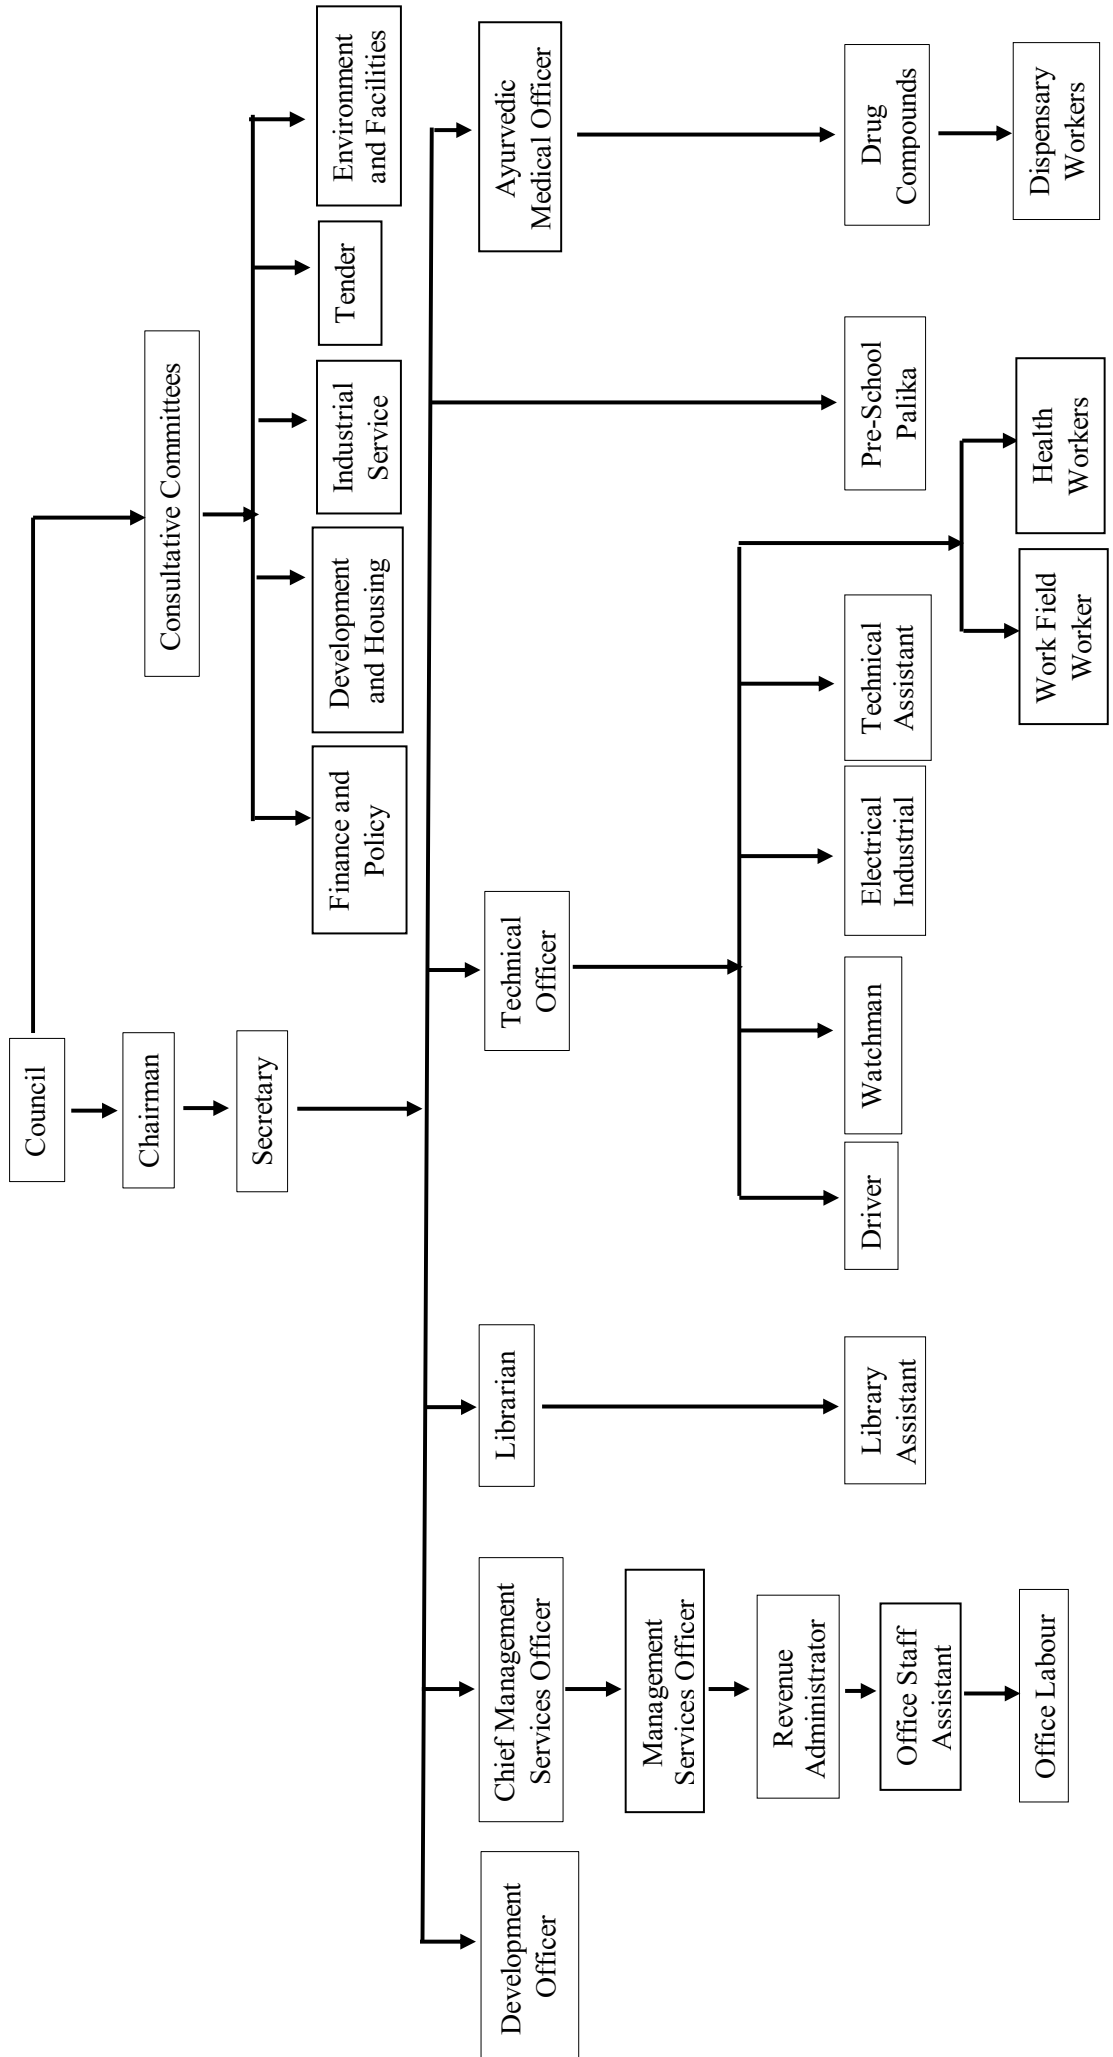 Council
Chairman
Secretary
Consultative Committees
Finance and
Policy
Development
and Housing
Industrial
Service
Tender
Environment
and Facilities
Development
Officer
Chief Management
Services Officer
Librarian
Technical
Officer
Ayurvedic
Medical Officer
Management
Services Officer
Revenue
Administrator
Library
Assistant
Driver
Watchman
Electrical
Industrial
Technical
Assistant
Pre-School
Palika
Drug
Compounds
Office Staff
Assistant
Office Labour
Work Field
Worker
Health
Workers
Dispensary
Workers